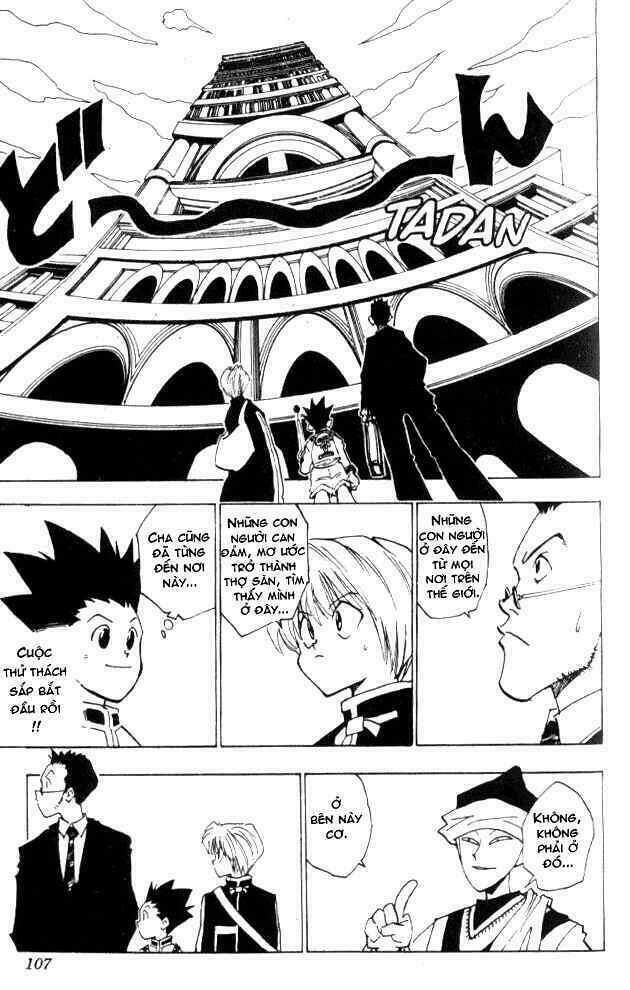 ど〜ん
TADAN
NHỮNG
CON NGƯỜI
Ở ĐÂY ĐẾN
TỪ MỌI
NƠI TRÊN
THẾ GIỚI.
NHỮNG CON
NGƯỜI CAN
ĐẢM, MƠ ƯỚC
TRỞ THÀNH
THỢ SĂN, TÌM
THẤY MÌNH
Ở ĐÂY...
CHA CŨNG
ĐÃ TỪNG
ĐẾN NƠI
NÀY...
CUỘC
THỬ THÁCH
SẮP BẮT
ĐẦU RỒI
!!
KHÔNG,
KHÔNG
PHẢI Ở
ĐÓ...
Ở
BÊN NÀY
CƠ.
107